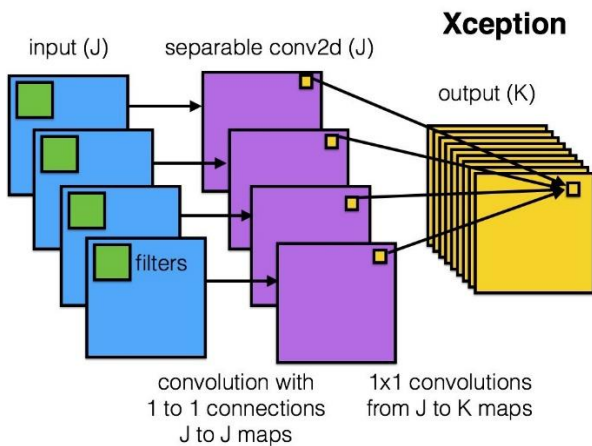 Xception
input (J)
separable conv2d (J)
output (K)
filters
convolution with
1 to 1 connections
J to J maps
1x1 convolutions
from J to K maps